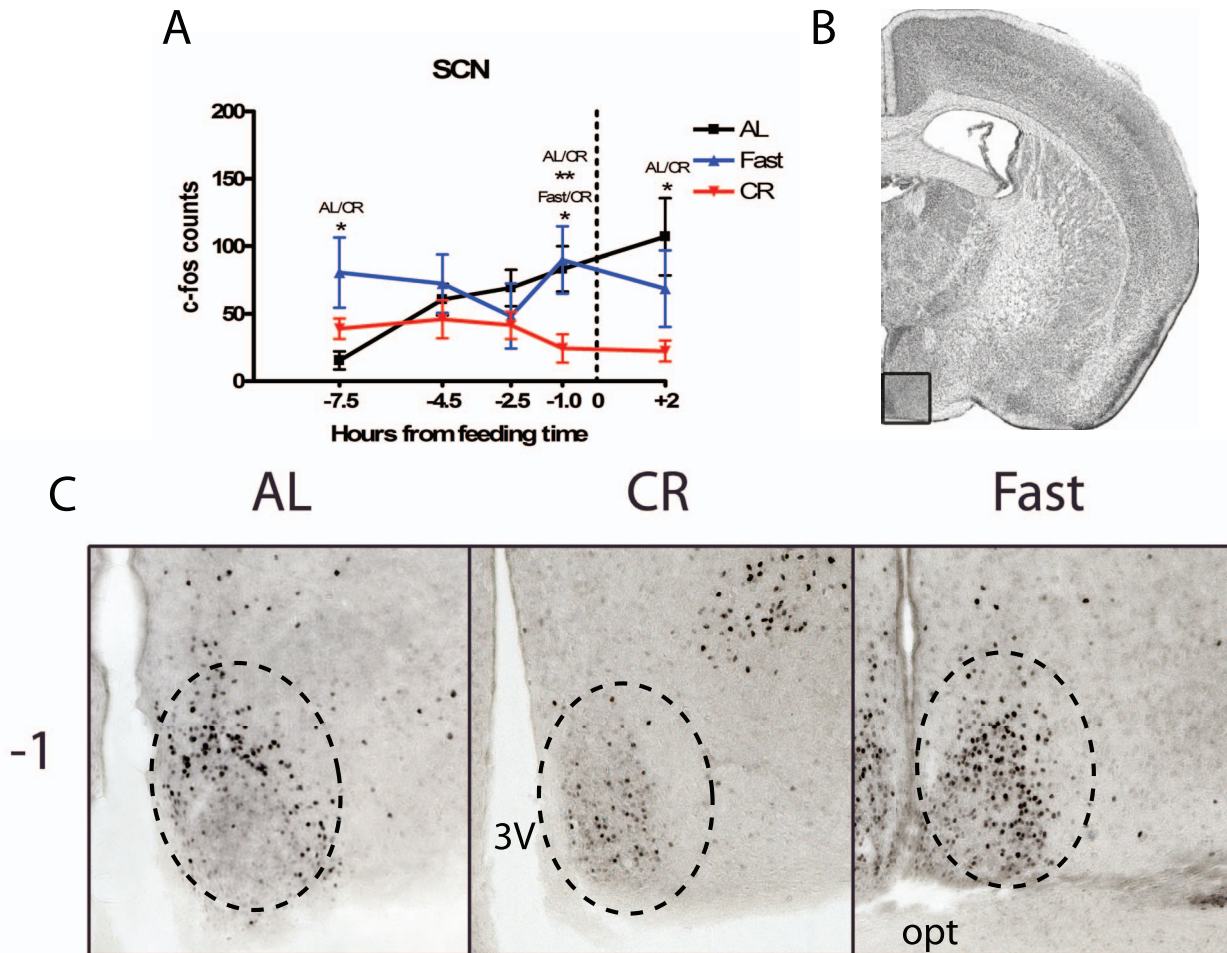 A
B
SCN
200
150
100
50
0
c-fos counts
AL/CR
*
AL/CR
**
Fast/CR
*
AL/CR
*
AL
Fast
CR
-7.5
-4.5
-2.5
-1.0
0
+2
Hours from feeding time
C
AL
CR
Fast
-1
3V
opt